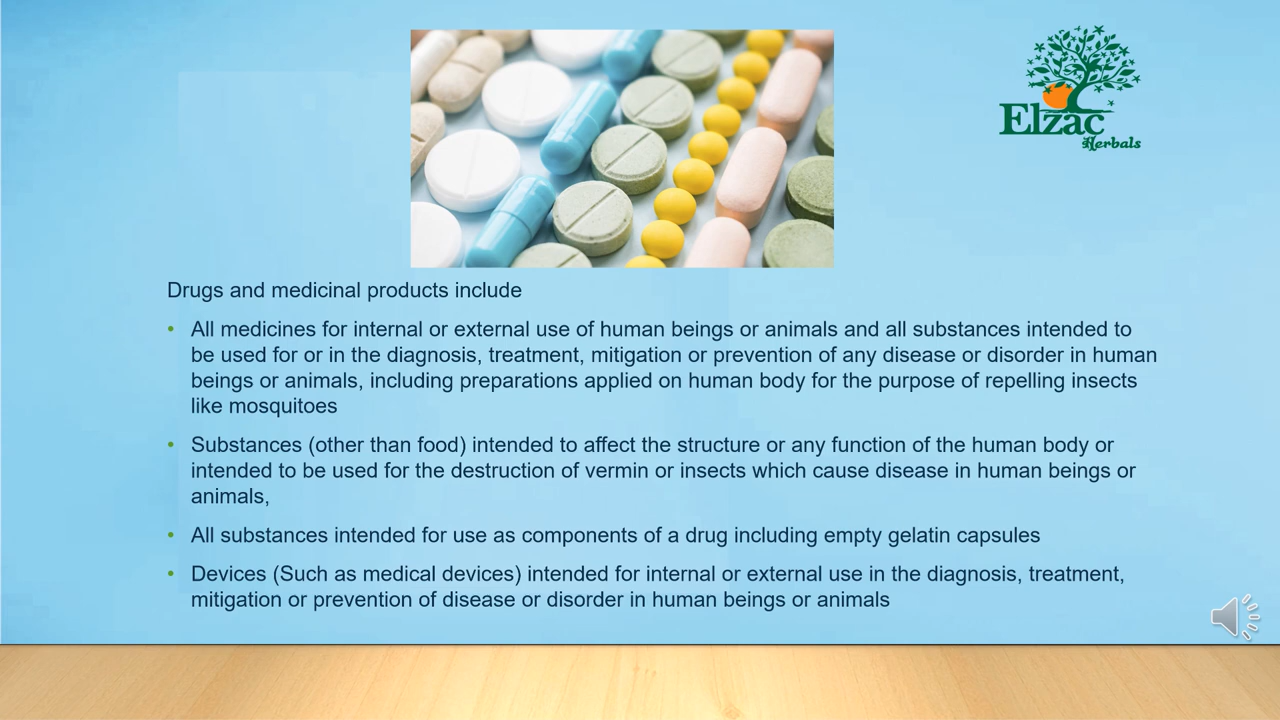 Elzac
Herbals
Drugs and medicinal products include
• All medicines for internal or external use of human beings or animals and all substances intended to
be used for or in the diagnosis, treatment, mitigation or prevention of any disease or disorder in human
beings or animals, including preparations applied on human body for the purpose of repelling insects
like mosquitoes
• Substances (other than food) intended to affect the structure or any function of the human body or
intended to be used for the destruction of vermin or insects which cause disease in human beings or
animals,
• All substances intended for use as components of a drug including empty gelatin capsules
• Devices (Such as medical devices) intended for internal or external use in the diagnosis, treatment,
mitigation or prevention of disease or disorder in human beings or animals